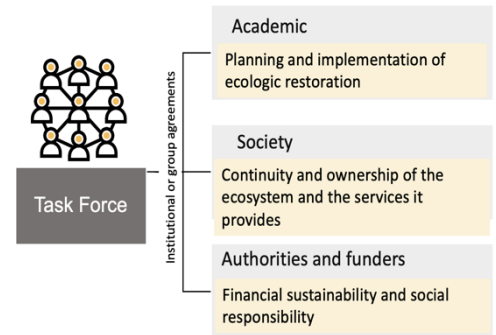 Academic
Planning and implementation of
ecologic restoration
Institutional or group agreements
Task Force
Society
Continuity and ownership of the
ecosystem and the services it
provides
Authorities and funders
Financial sustainability and social
responsibility